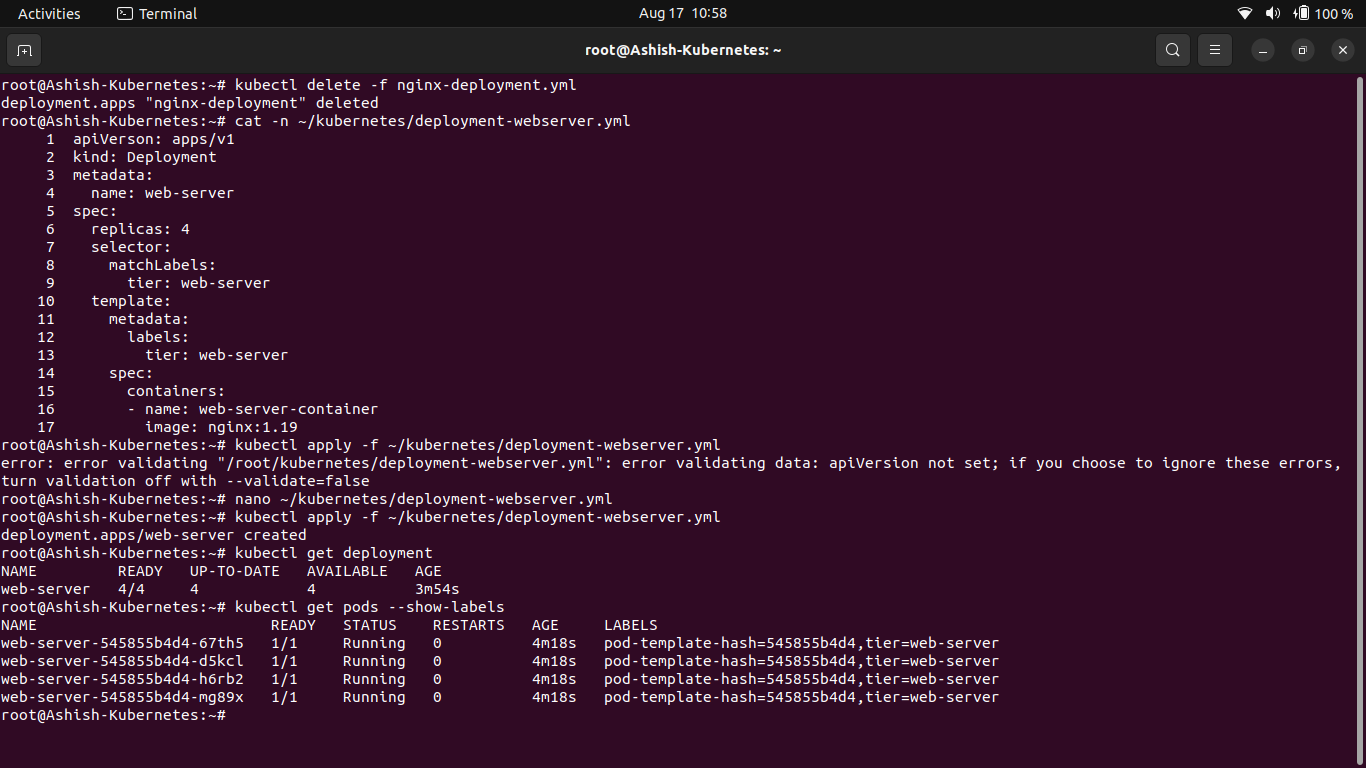 Activities
Terminal
Aug 17 10:58
100 %
root@Ashish-Kubernetes: ~
root@Ashish-Kubernetes:~# kubectl delete -f nginx-deployment.yml
deployment.apps "nginx-deployment" deleted
root@Ashish-Kubernetes:~# cat -n ~/kubernetes/deployment-webserver.yml
     1  apiVerson: apps/v1
     2  kind: Deployment
     3  metadata:
     4    name: web-server
     5  spec:
     6    replicas: 4
     7    selector:
     8      matchLabels:
     9        tier: web-server
    10    template:
    11      metadata:
    12        labels:
    13          tier: web-server
    14      spec:
    15        containers:
    16        - name: web-server-container
    17          image: nginx:1.19
root@Ashish-Kubernetes:~# kubectl apply -f ~/kubernetes/deployment-webserver.yml
error: error validating "/root/kubernetes/deployment-webserver.yml": error validating data: apiVersion not set; if you choose to ignore these errors,
turn validation off with --validate=false
root@Ashish-Kubernetes:~# nano ~/kubernetes/deployment-webserver.yml
root@Ashish-Kubernetes:~# kubectl apply -f ~/kubernetes/deployment-webserver.yml
deployment.apps/web-server created
root@Ashish-Kubernetes:~# kubectl get deployment
NAME         READY   UP-TO-DATE   AVAILABLE   AGE
web-server   4/4     4            4           3m54s
root@Ashish-Kubernetes:~# kubectl get pods --show-labels
NAME                          READY   STATUS    RESTARTS   AGE     LABELS
web-server-545855b4d4-67th5   1/1     Running   0          4m18s   pod-template-hash=545855b4d4,tier=web-server
web-server-545855b4d4-d5kcl   1/1     Running   0          4m18s   pod-template-hash=545855b4d4,tier=web-server
web-server-545855b4d4-h6rb2   1/1     Running   0          4m18s   pod-template-hash=545855b4d4,tier=web-server
web-server-545855b4d4-mg89x   1/1     Running   0          4m18s   pod-template-hash=545855b4d4,tier=web-server
root@Ashish-Kubernetes:~#